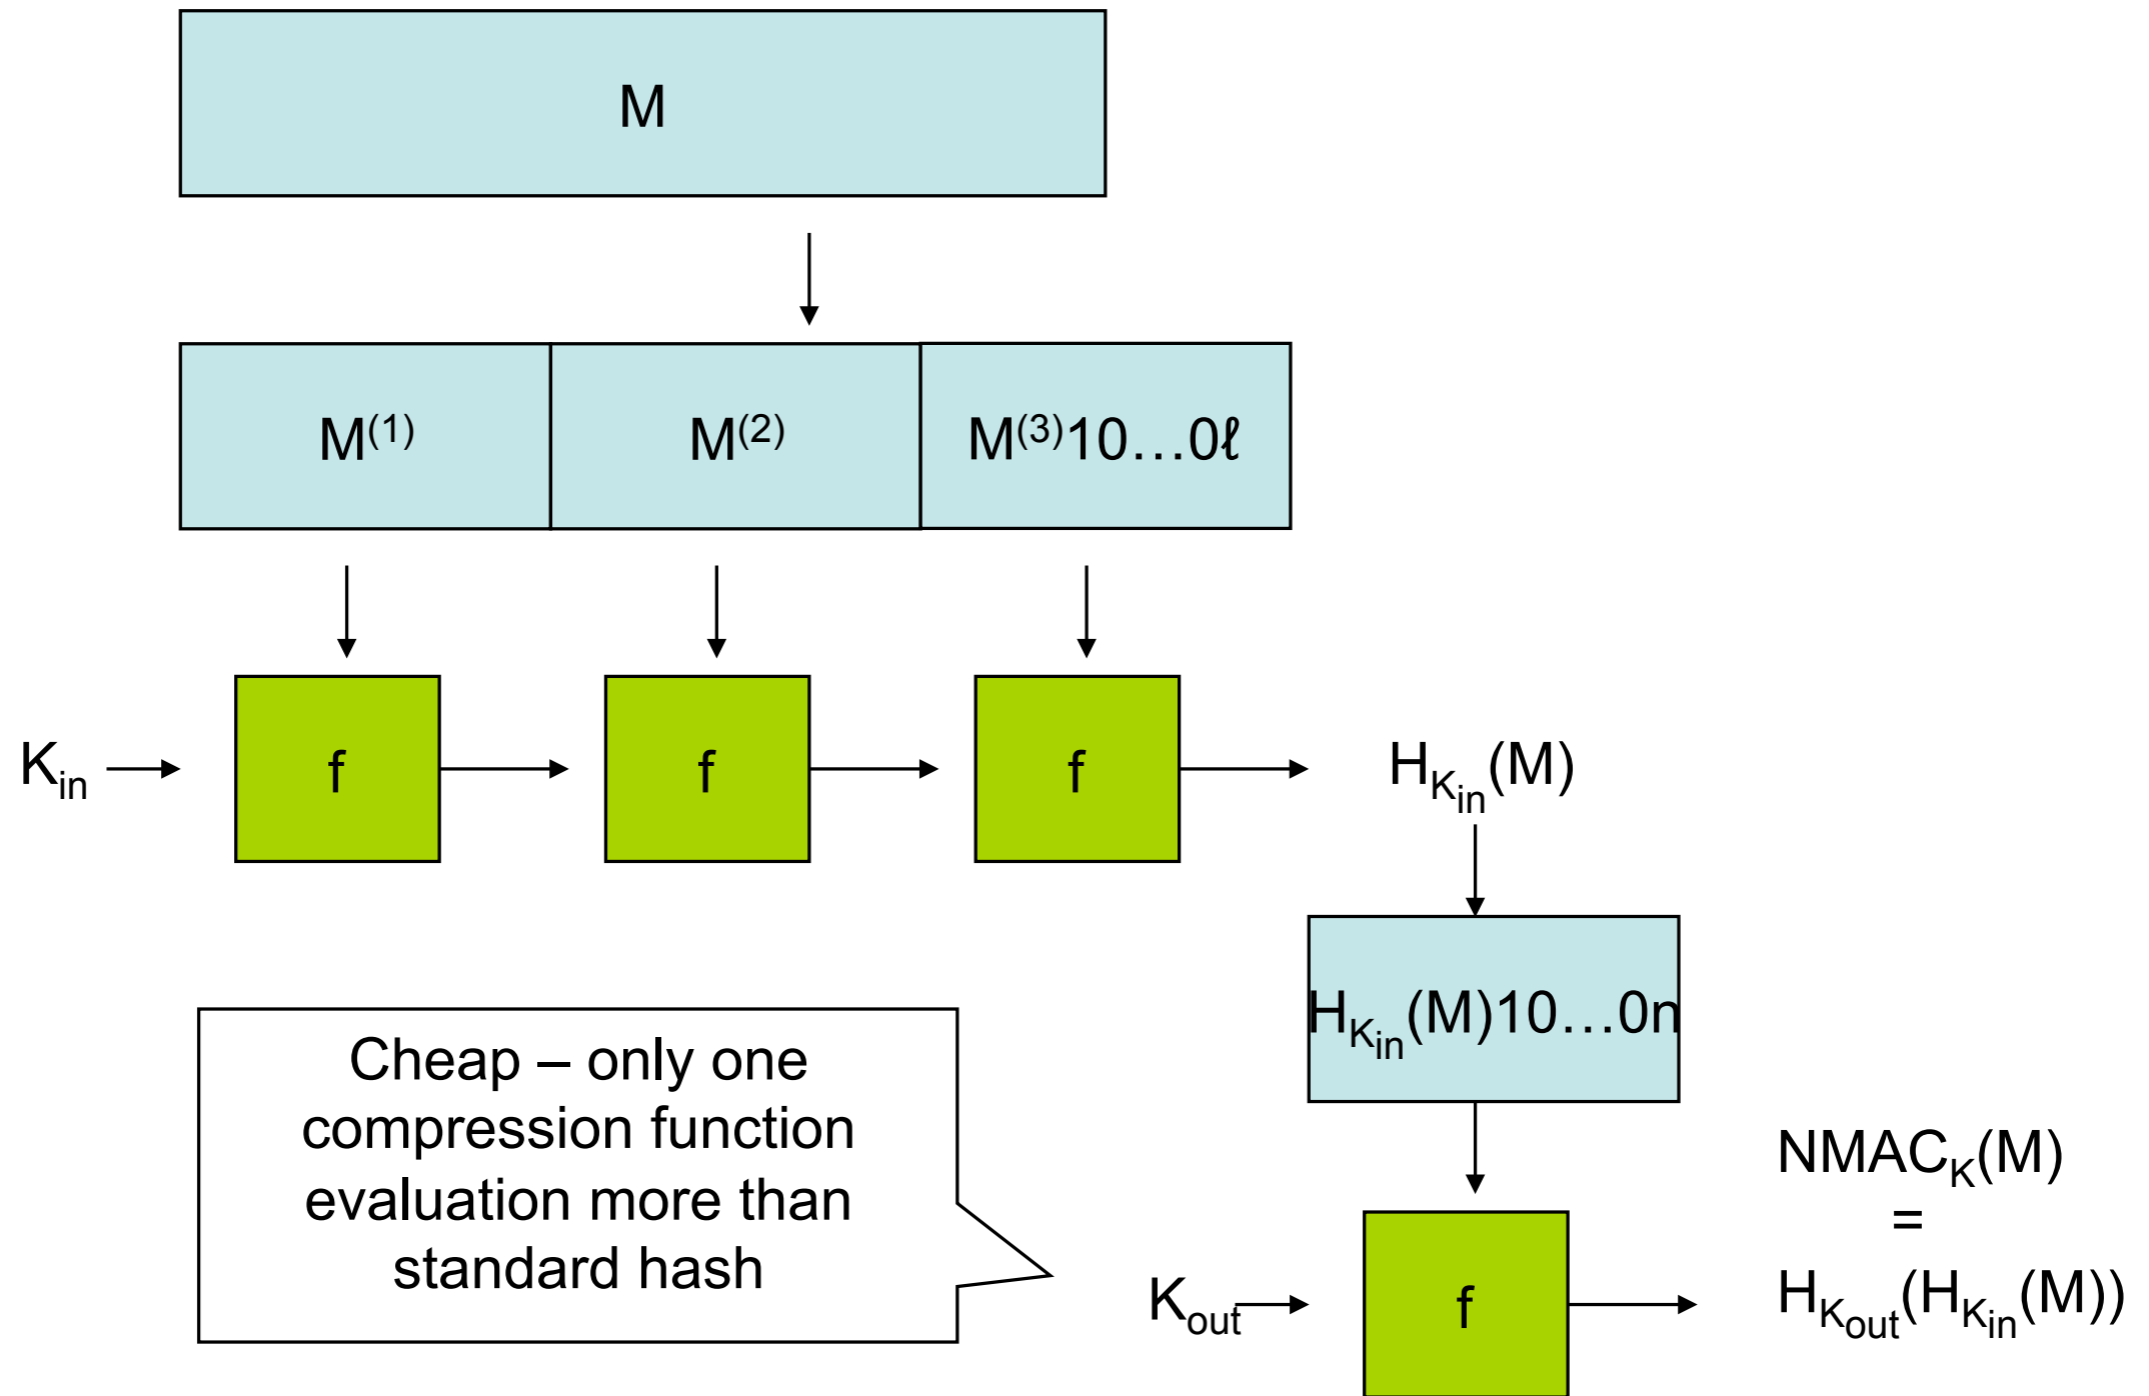 M
M(1)
M(2)
M(3)10…0ℓ
Kin
f
f
f
HKin(M)
HKin(M)10…0n
Cheap – only one
compression function
evaluation more than
standard hash
Kout
f
NMACK(M)
=
HKout(HKin(M))